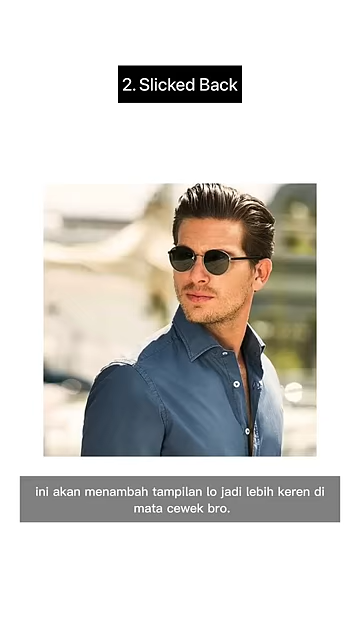 2. Slicked Back
ini akan menambah tampilan lo jadi lebih keren di
mata cewek bro.